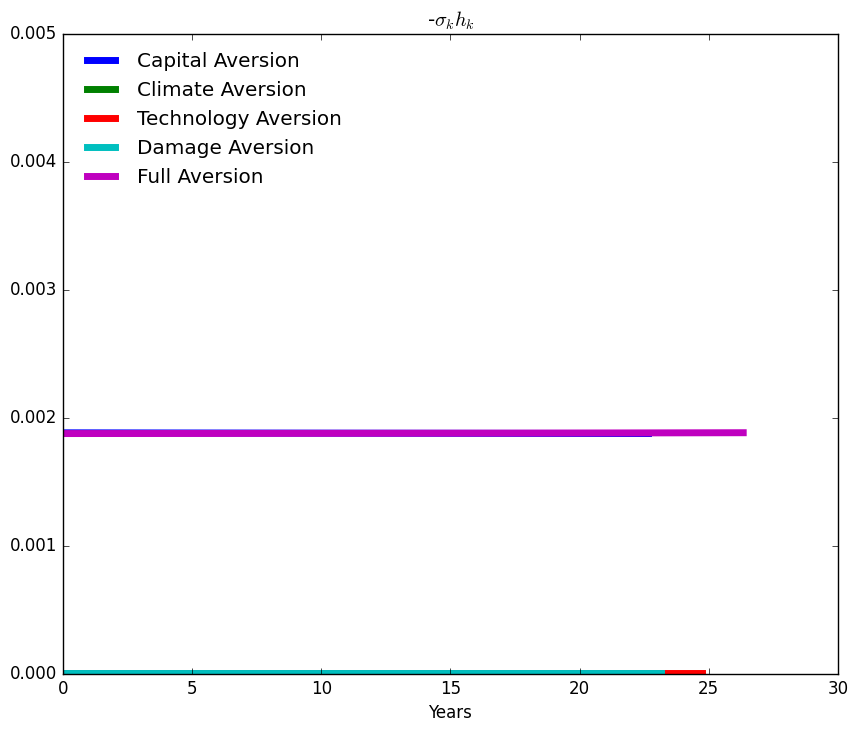 -σₖhₖ
0.005
Capital Aversion
Climate Aversion
Technology Aversion
Damage Aversion
Full Aversion
0.004
0.003
0.002
0.001
0.000
0 5 10 15 20 25 30
Years